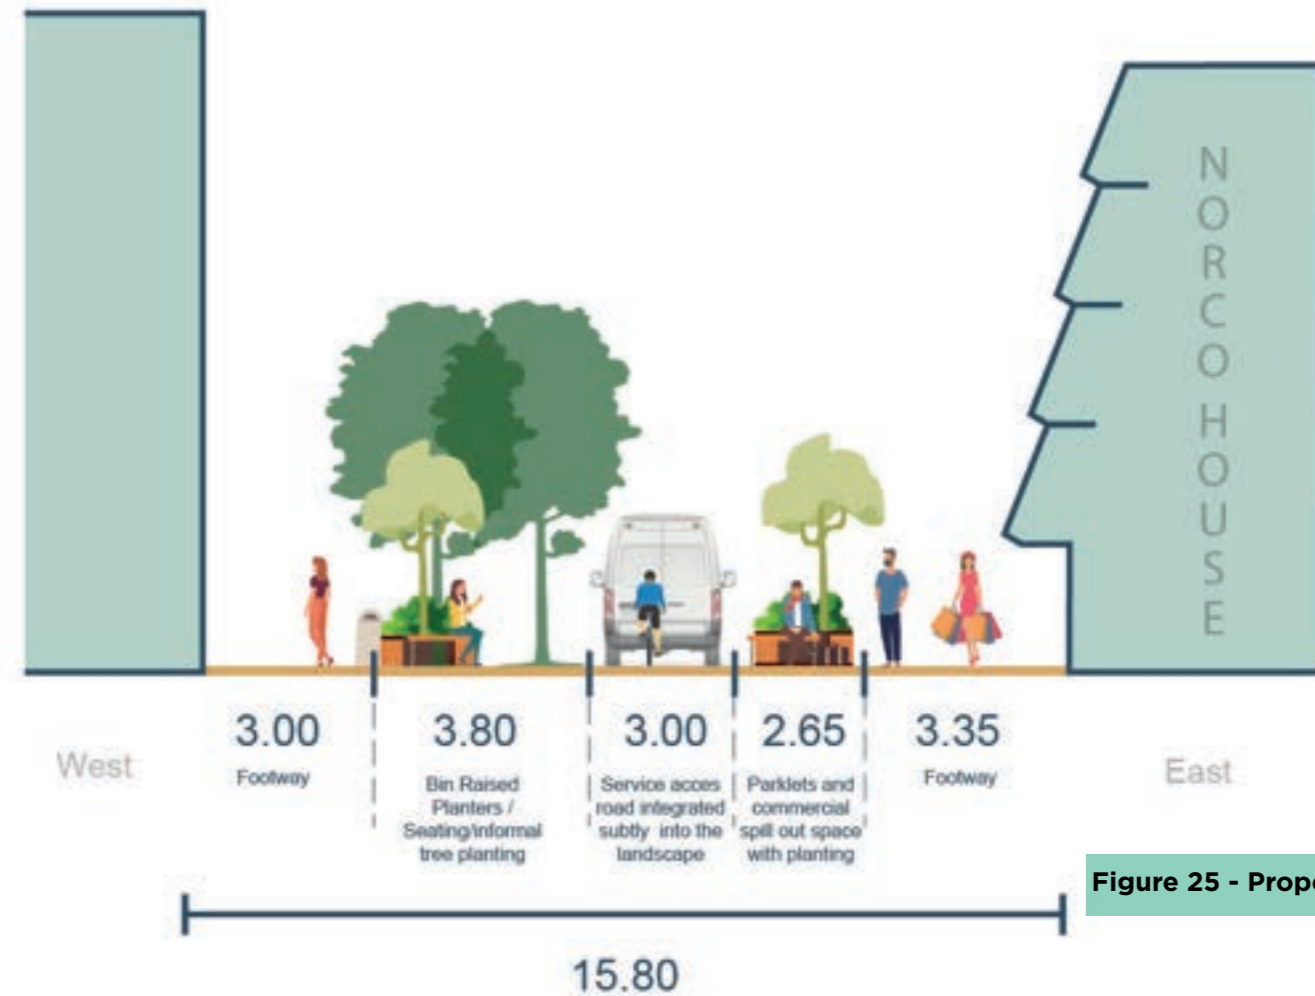 NORCO HOUSE
West
East
3.00
Footway
3.80
Bin Raised
Planters /
Seating/informal
tree planting
3.00
Service acces
road integrated
subtly into the
landscape
2.65
Parklets and
commercial
spill out space
with planting
3.35
Footway
Figure 25 - Prop
15.80